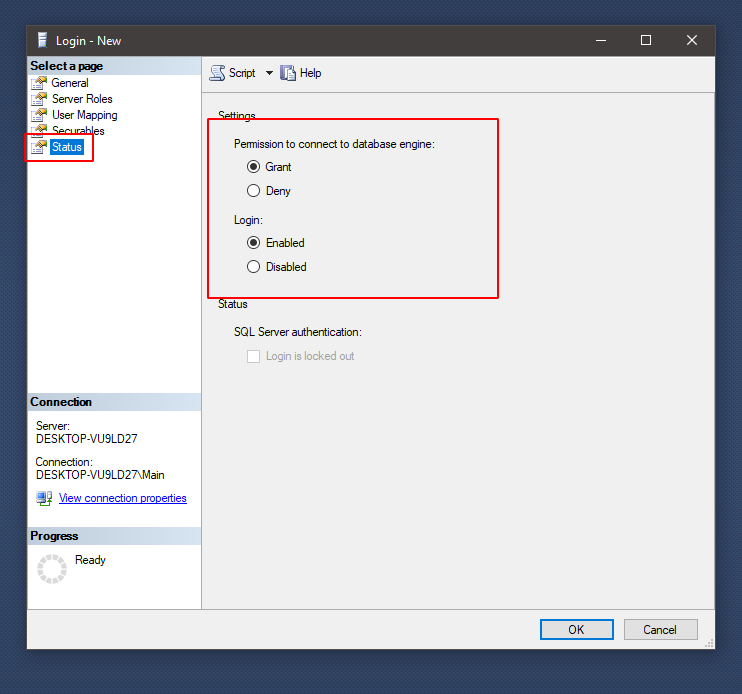 Login - New
Select a page
General
Server Roles
User Mapping
Securables
Status
Script
Help
Settings
Permission to connect to database engine:
Grant
Deny
Login:
Enabled
Disabled
Status
SQL Server authentication:
Login is locked out
Connection
Server:
DESKTOP-VU9LD27
Connection:
DESKTOP-VU9LD27\Main
View connection properties
Progress
Ready
OK
Cancel